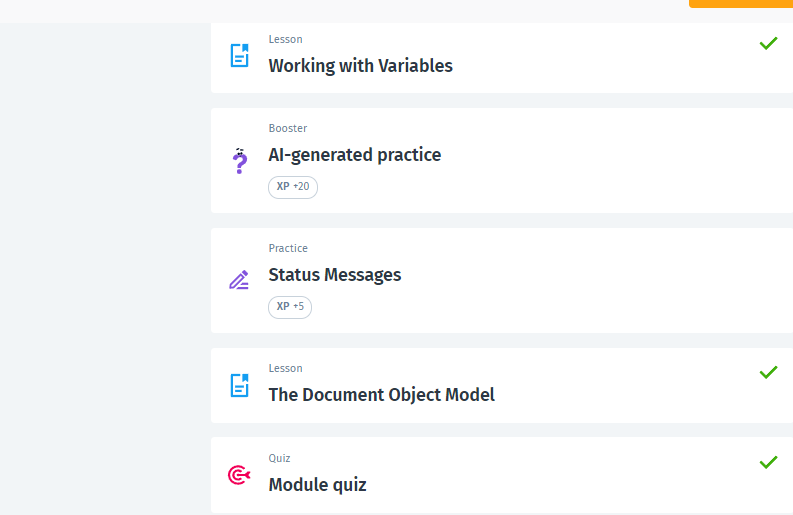 Lesson
Working with Variables
Booster
AI-generated practice
XP +20
Practice
Status Messages
XP +5
Lesson
The Document Object Model
Quiz
Module quiz